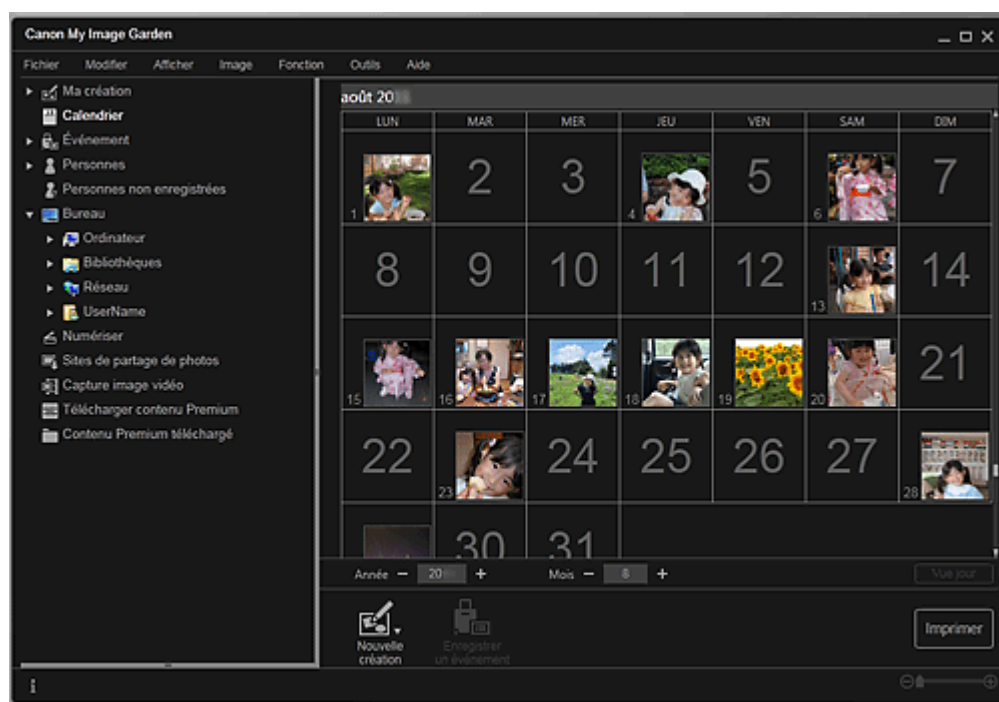 Canon My Image Garden
Fichier Modifier Afficher Image Fonction Outils Aide
Ma création
Calendrier
Événement
Personnes
Personnes non enregistrées
Bureau
Ordinateur
Bibliothèques
Réseau
UserName
Numériser
Sites de partage de photos
Capture image vidéo
Télécharger contenu Premium
Contenu Premium téléchargé
août 20
LUN MAR MER JEU VEN SAM DIM
1 2 3 4 5 6 7
8 9 10 11 12 13 14
15 16 17 18 19 20 21
22 23 24 25 26 27 28
30 31
Année − 20 + Mois − 8 + Vue jour
Nouvelle création
Enregistrer un événement
Imprimer